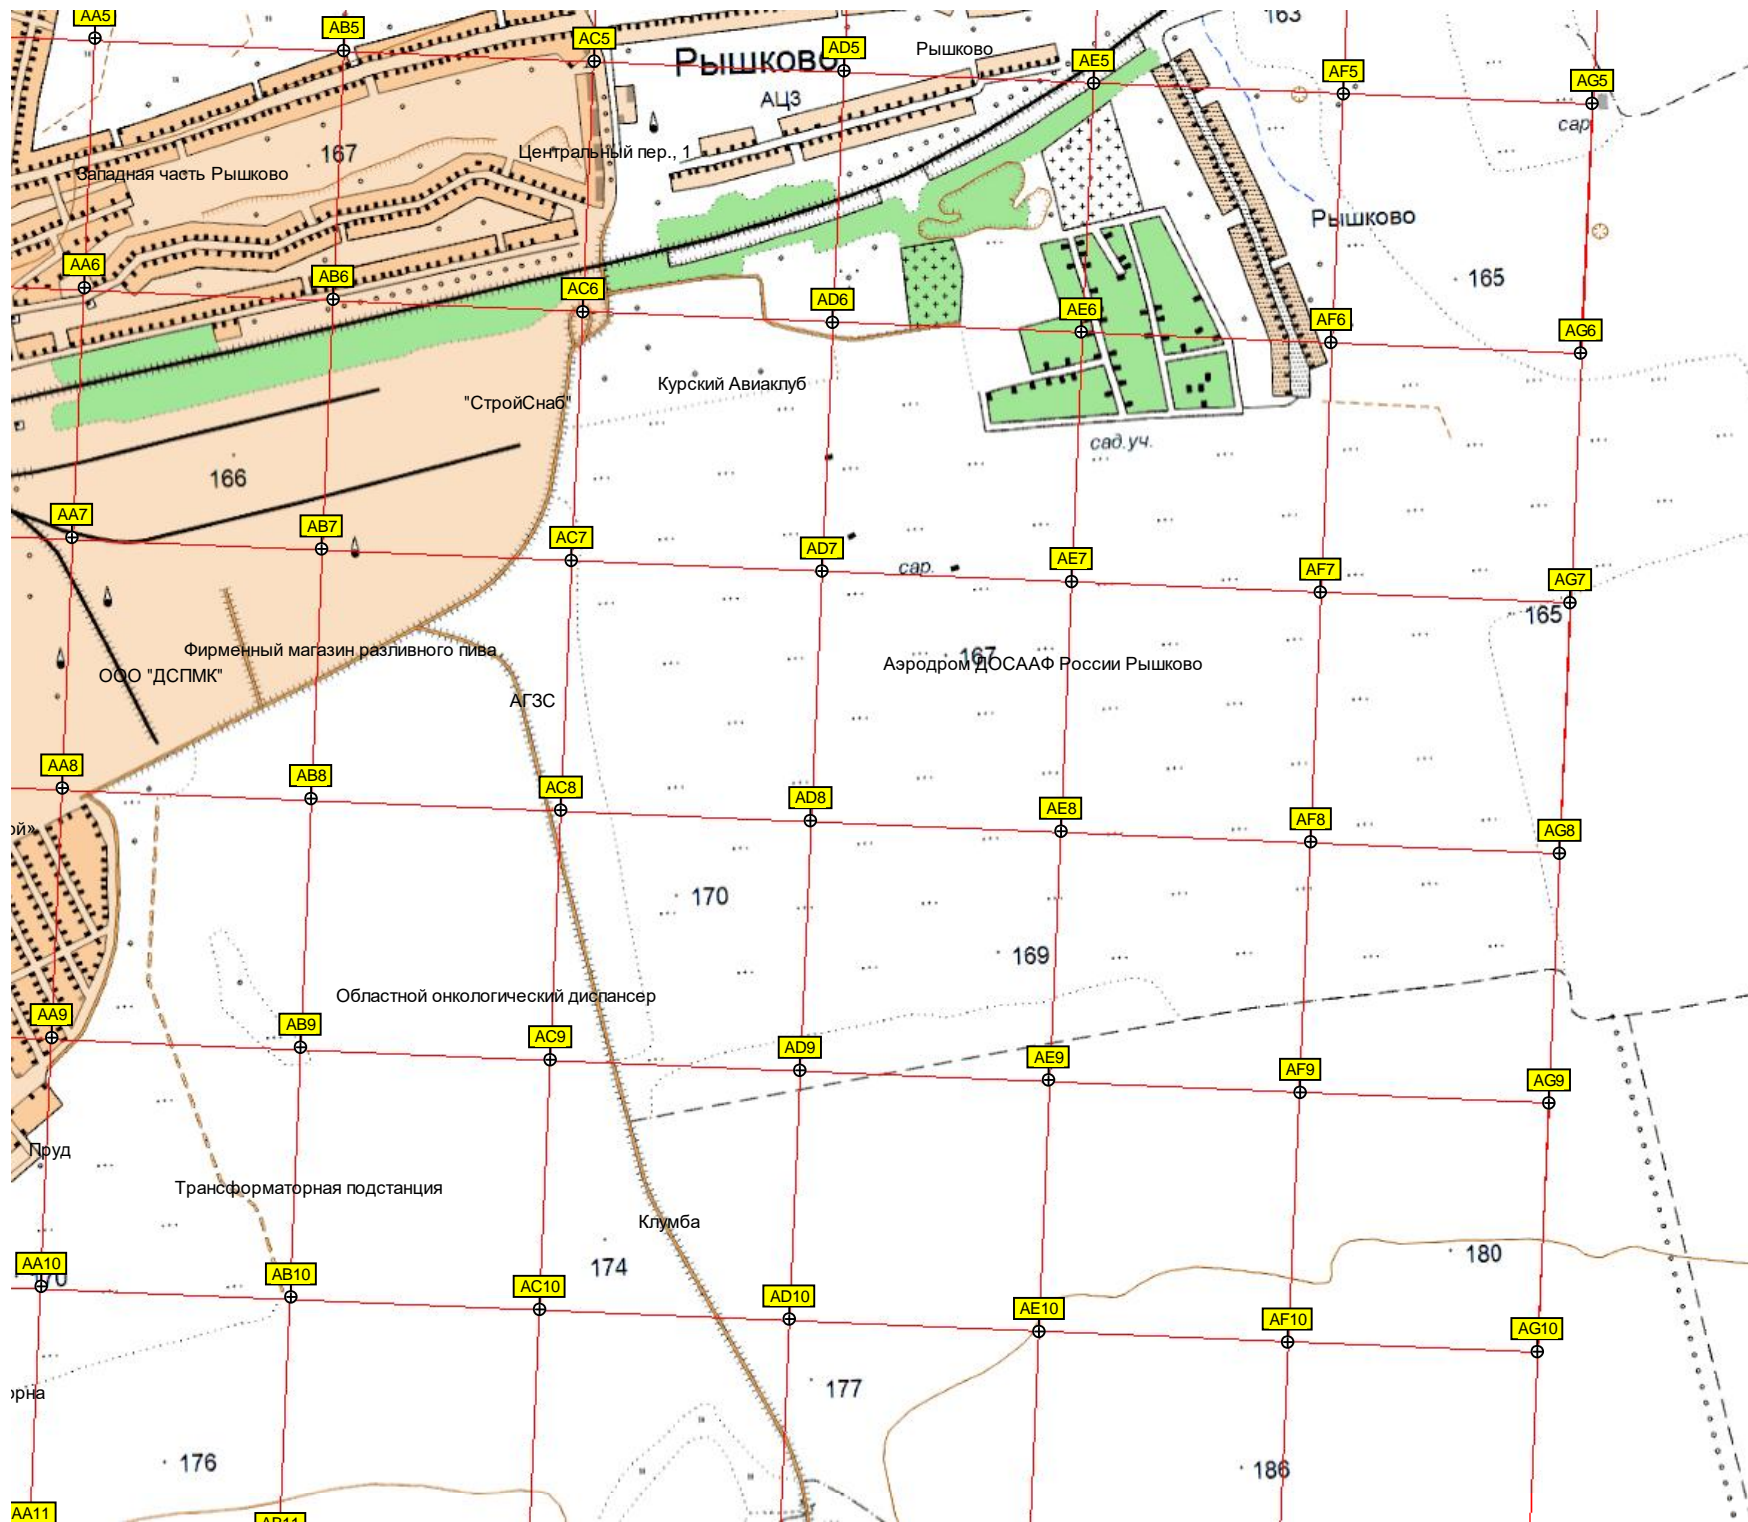 163
AA5
AB5
AC5
Рышково
AD5
Рышково
AE5
AF5
AG5
АЦЗ
сар
167
Центральный пер., 1
Западная часть Рышково
Рышково
AA6
AB6
AC6
AD6
AE6
AF6
165
AG6
Курский Авиаклуб
"СтройСнаб"
сад.уч.
166
AA7
AB7
AC7
AD7
сар.
AE7
AF7
AG7
165
Фирменный магазин разливного пива
167
Аэродром ДОСААФ России Рышково
ООО "ДСПМК"
АГЗС
AA8
AB8
AC8
AD8
AE8
AF8
AG8
ой»
170
169
Областной онкологический диспансер
AA9
AB9
AC9
AD9
AE9
AF9
AG9
Пруд
Трансформаторная подстанция
Клумба
174
180
AA10
AB10
AC10
AD10
AE10
AF10
AG10
177
орна
176
186
AA11
AB11